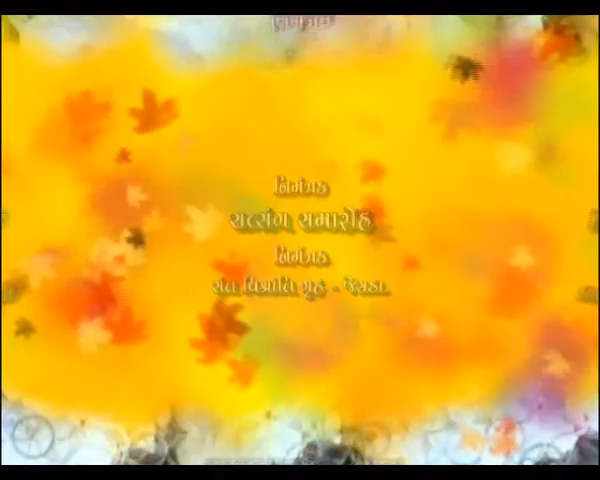 નિમંત્રક
સત્સંગ સમારોહ
નિમંત્રક
સંત વિશ્રાંતિ ગૃહ - કેરાડા.